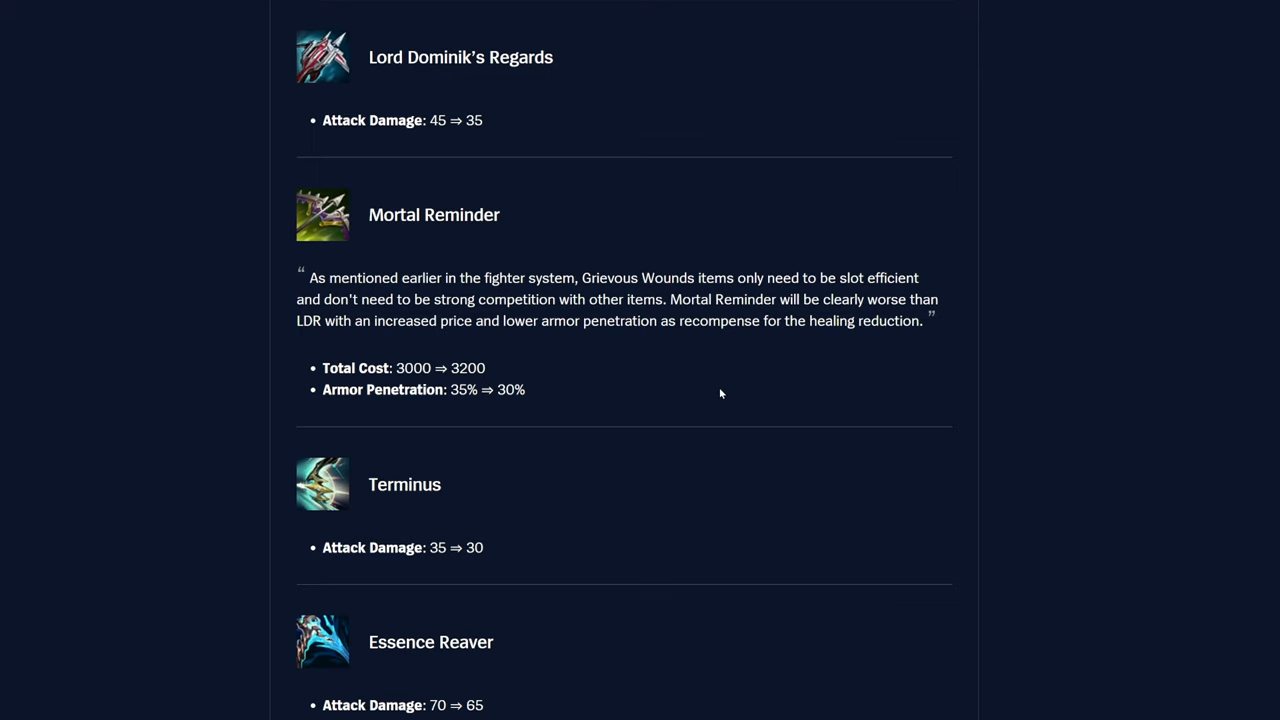 Lord Dominik’s Regards
• Attack Damage: 45 ⇒ 35
Mortal Reminder
“ As mentioned earlier in the fighter system, Grievous Wounds items only need to be slot efficient
and don't need to be strong competition with other items. Mortal Reminder will be clearly worse than
LDR with an increased price and lower armor penetration as recompense for the healing reduction. ”
• Total Cost: 3000 ⇒ 3200
• Armor Penetration: 35% ⇒ 30%
Terminus
• Attack Damage: 35 ⇒ 30
Essence Reaver
• Attack Damage: 70 ⇒ 65